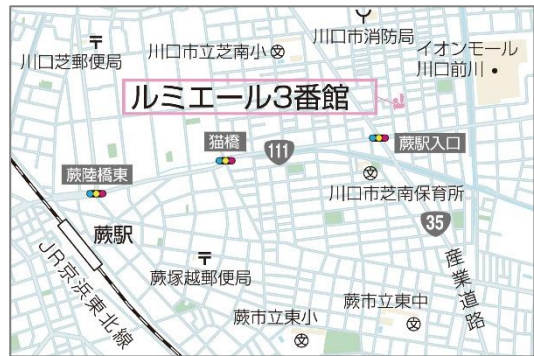 川口市消防局
川口芝郵便局
川口市立芝南小
イオンモール
川口前川
ルミエール3番館
猫橋
111
蕨駅入口
蕨陸橋東
川口市芝南保育所
35
蕨駅
蕨塚越郵便局
産業道路
JR京浜東北線
蕨市立東小
蕨市立東中